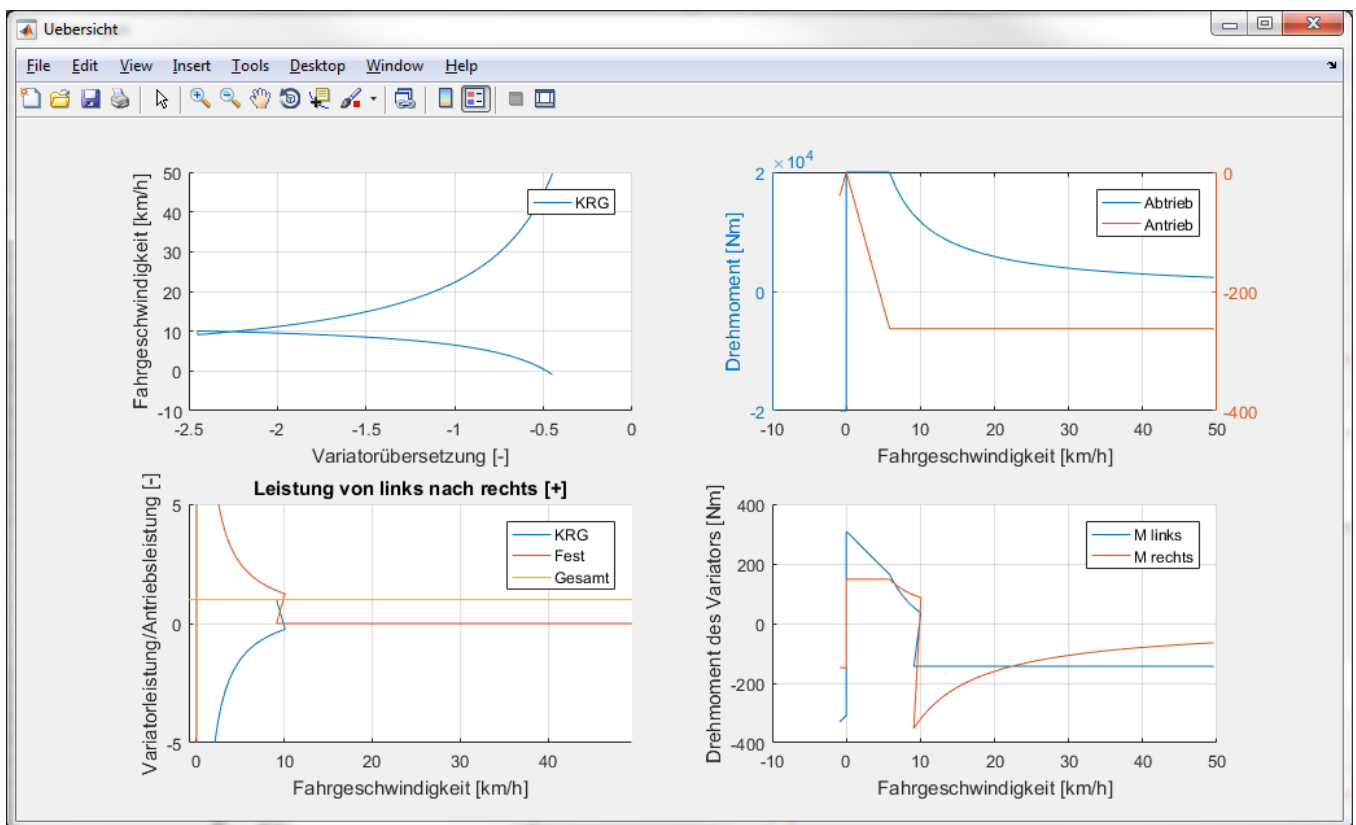 Uebersicht
File Edit View Insert Tools Desktop Window Help
50
40
30
20
10
0
-10
-2.5 -2 -1.5 -1 -0.5 0
Fahrgeschwindigkeit [km/h]
Variatorübersetzung [-]
KRG
×10^4
2
0
-2
0
-200
-400
-10 0 10 20 30 40 50
Drehmoment [Nm]
Fahrgeschwindigkeit [km/h]
Abtrieb
Antrieb
Leistung von links nach rechts [+]
5
0
-5
0 10 20 30 40
Variatorleistung/Antriebsleistung [-]
Fahrgeschwindigkeit [km/h]
KRG
Fest
Gesamt
400
200
0
-200
-400
-10 0 10 20 30 40 50
Drehmoment des Variators [Nm]
Fahrgeschwindigkeit [km/h]
M links
M rechts